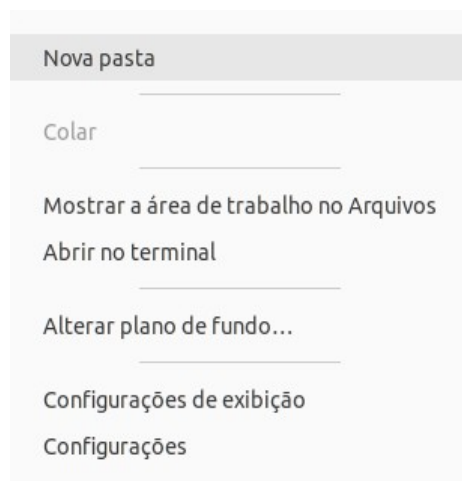 Nova pasta
Colar
Mostrar a área de trabalho no Arquivos
Abrir no terminal
Alterar plano de fundo…
Configurações de exibição
Configurações